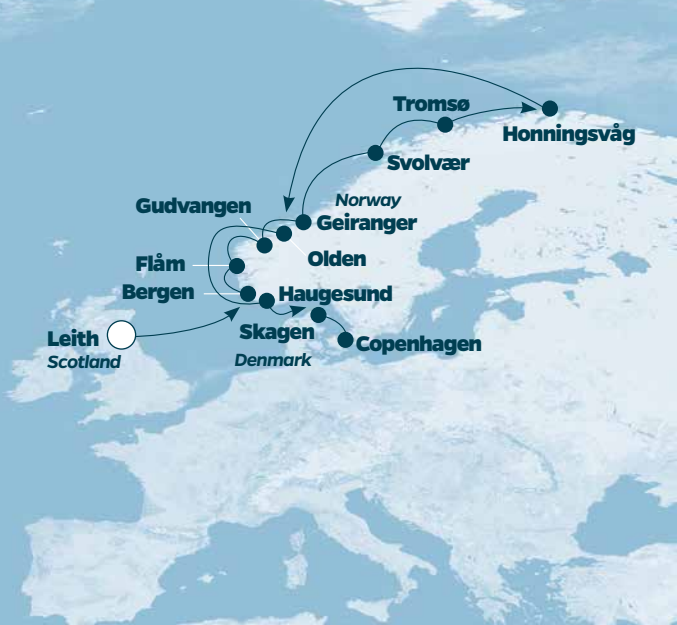 Tromsø
Honningsvåg
Svolvær
Norway
Gudvangen
Geiranger
Olden
Flåm
Bergen
Haugesund
Leith
Scotland
Skagen
Denmark
Copenhagen